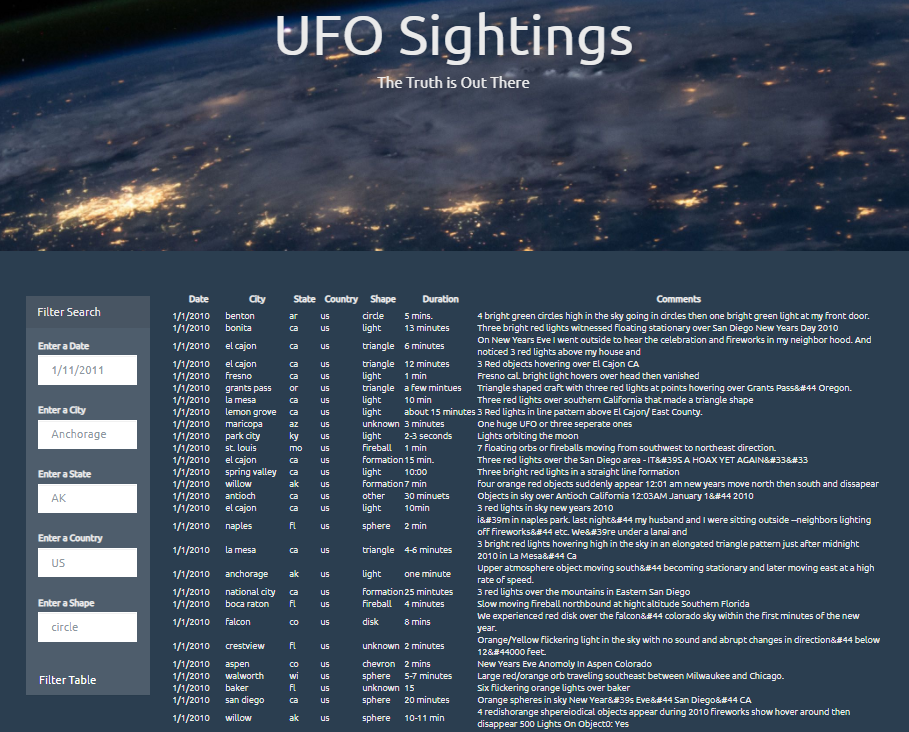 UFO Sightings
The Truth is Out There
Filter Search
Enter a Date
1/11/2011
Enter a City
Anchorage
Enter a State
AK
Enter a Country
US
Enter a Shape
circle
Filter Table
Date City State Country Shape Duration Comments
1/1/2010 benton ar us circle 5 mins. 4 bright green circles high in the sky going in circles then one bright green light at my front door.
1/1/2010 bonita ca us light 13 minutes Three bright red lights witnessed floating stationary over San Diego New Years Day 2010
1/1/2010 el cajon ca us triangle 6 minutes On New Years Eve I went outside to hear the celebration and fireworks in my neighbor hood. And
noticed 3 red lights above my house and
1/1/2010 el cajon ca us triangle 12 minutes 3 Red objects hovering over El Cajon CA
1/1/2010 fresno ca us light 1 min Fresno cal. bright light hovers over head then vanished
1/1/2010 grants pass or us triangle a few mintues Triangle shaped craft with three red lights at points hovering over Grants Pass&#44 Oregon.
1/1/2010 la mesa ca us light 10 min Three red lights over southern California that made a triangle shape
1/1/2010 lemon grove ca us light about 15 minutes 3 Red lights in line pattern above El Cajon/ East County.
1/1/2010 maricopa az us unknown 3 minutes One huge UFO or three seperate ones
1/1/2010 park city ky us light 2-3 seconds Lights orbiting the moon
1/1/2010 st. louis mo us fireball 1 min 7 floating orbs or fireballs moving from southwest to northeast direction.
1/1/2010 el cajon ca us formation 15 min. Three red lights over the San Diego area - IT&#39S A HOAX YET AGAIN&#33&#33
1/1/2010 spring valley ca us light 10:00 Three bright red lights in a straight line formation
1/1/2010 willow ak us formation 7 min four orange red objects suddenly appear 12:01 am new years move north then south and dissapear
1/1/2010 antioch ca us other 30 minuets Objects in sky over Antioch California 12:03AM January 1&#44 2010
1/1/2010 el cajon ca us light 10min 3 red lights in sky new years 2010
1/1/2010 naples fl us sphere 2 min i&#39m in naples park. last night&#44 my husband and I were sitting outside --neighbors lighting
off fireworks&#44 etc. We&#39re under a lanai and
1/1/2010 la mesa ca us triangle 4-6 minutes 3 bright red lights hovering high in the sky in an elongated triangle pattern just after midnight
2010 in La Mesa&#44 Ca
1/1/2010 anchorage ak us light one minute Upper atmosphere object moving south&#44 becoming stationary and later moving east at a high
rate of speed.
1/1/2010 national city ca us formation 25 mintutes 3 red lights over the mountains in Eastern San Diego
1/1/2010 boca raton fl us fireball 4 minutes Slow moving fireball northbound at hight altitude Southern Florida
1/1/2010 falcon co us disk 8 mins We experienced red disk over the falcon&#44 colorado sky within the first minutes of the new
year.
1/1/2010 crestview fl us unknown 2 minutes Orange/Yellow flickering light in the sky with no sound and abrupt changes in direction&#44 below
12&#44000 feet.
1/1/2010 aspen co us chevron 2 mins New Years Eve Anomoly In Aspen Colorado
1/1/2010 walworth wi us sphere 5-7 minutes Large red/orange orb traveling southeast between Milwaukee and Chicago.
1/1/2010 baker fl us unknown 15 Six flickering orange lights over baker
1/1/2010 san diego ca us sphere 20 minutes Orange spheres in sky New Year&#39s Eve&#44 San Diego&#44 CA
1/1/2010 willow ak us sphere 10-11 min 4 redishorange shpereiodical objects appear during 2010 fireworks show hover around then
disappear 500 Lights On Object0: Yes